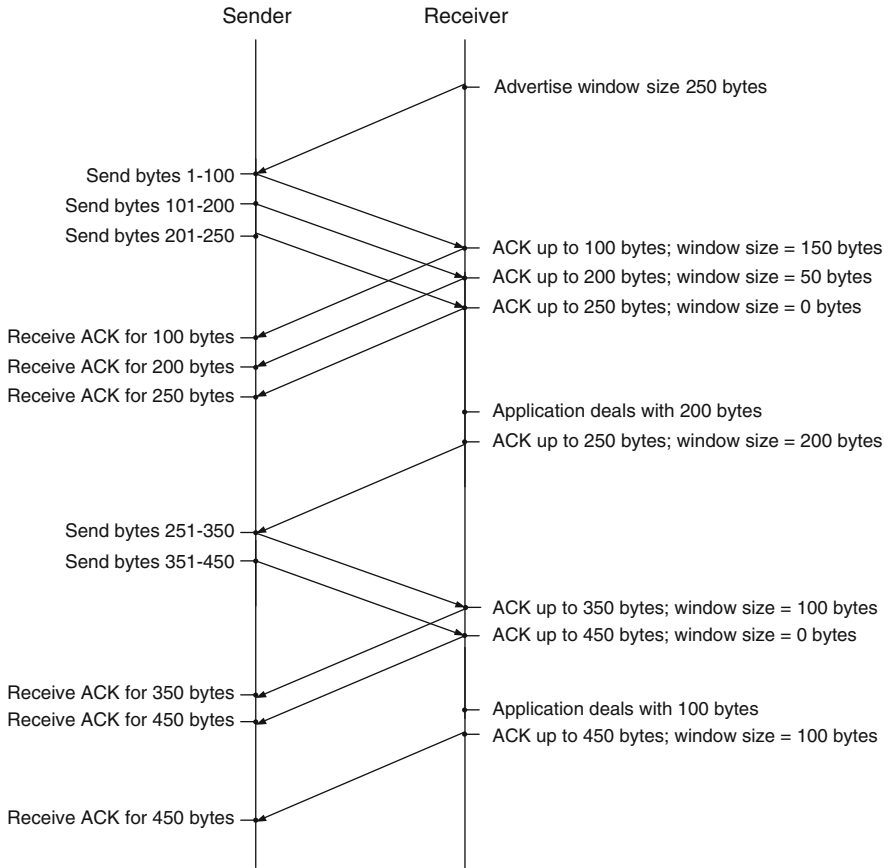 Sender Receiver
Advertise window size 250 bytes
Send bytes 1-100
Send bytes 101-200
Send bytes 201-250
ACK up to 100 bytes; window size = 150 bytes
ACK up to 200 bytes; window size = 50 bytes
ACK up to 250 bytes; window size = 0 bytes
Receive ACK for 100 bytes
Receive ACK for 200 bytes
Receive ACK for 250 bytes
Application deals with 200 bytes
ACK up to 250 bytes; window size = 200 bytes
Send bytes 251-350
Send bytes 351-450
ACK up to 350 bytes; window size = 100 bytes
ACK up to 450 bytes; window size = 0 bytes
Receive ACK for 350 bytes
Receive ACK for 450 bytes
Application deals with 100 bytes
ACK up to 450 bytes; window size = 100 bytes
Receive ACK for 450 bytes